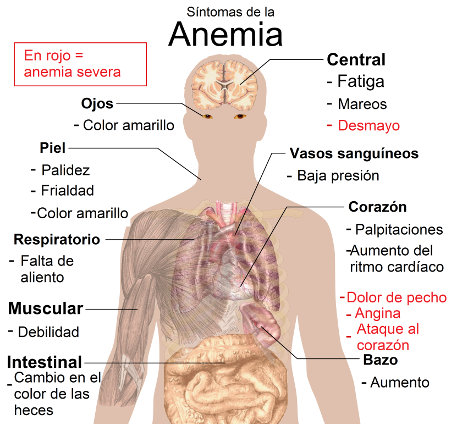 Síntomas de la
Anemia
En rojo =
anemia severa
Central
- Fatiga
- Mareos
- Desmayo
Ojos
- Color amarillo
Piel
- Palidez
- Frialdad
- Color amarillo
Vasos sanguíneos
- Baja presión
Corazón
- Palpitaciones
- Aumento del
ritmo cardíaco
- Dolor de pecho
- Angina
- Ataque al
corazón
Respiratorio
- Falta de
aliento
Muscular
- Debilidad
Intestinal
- Cambio en el
color de las
heces
Bazo
- Aumento